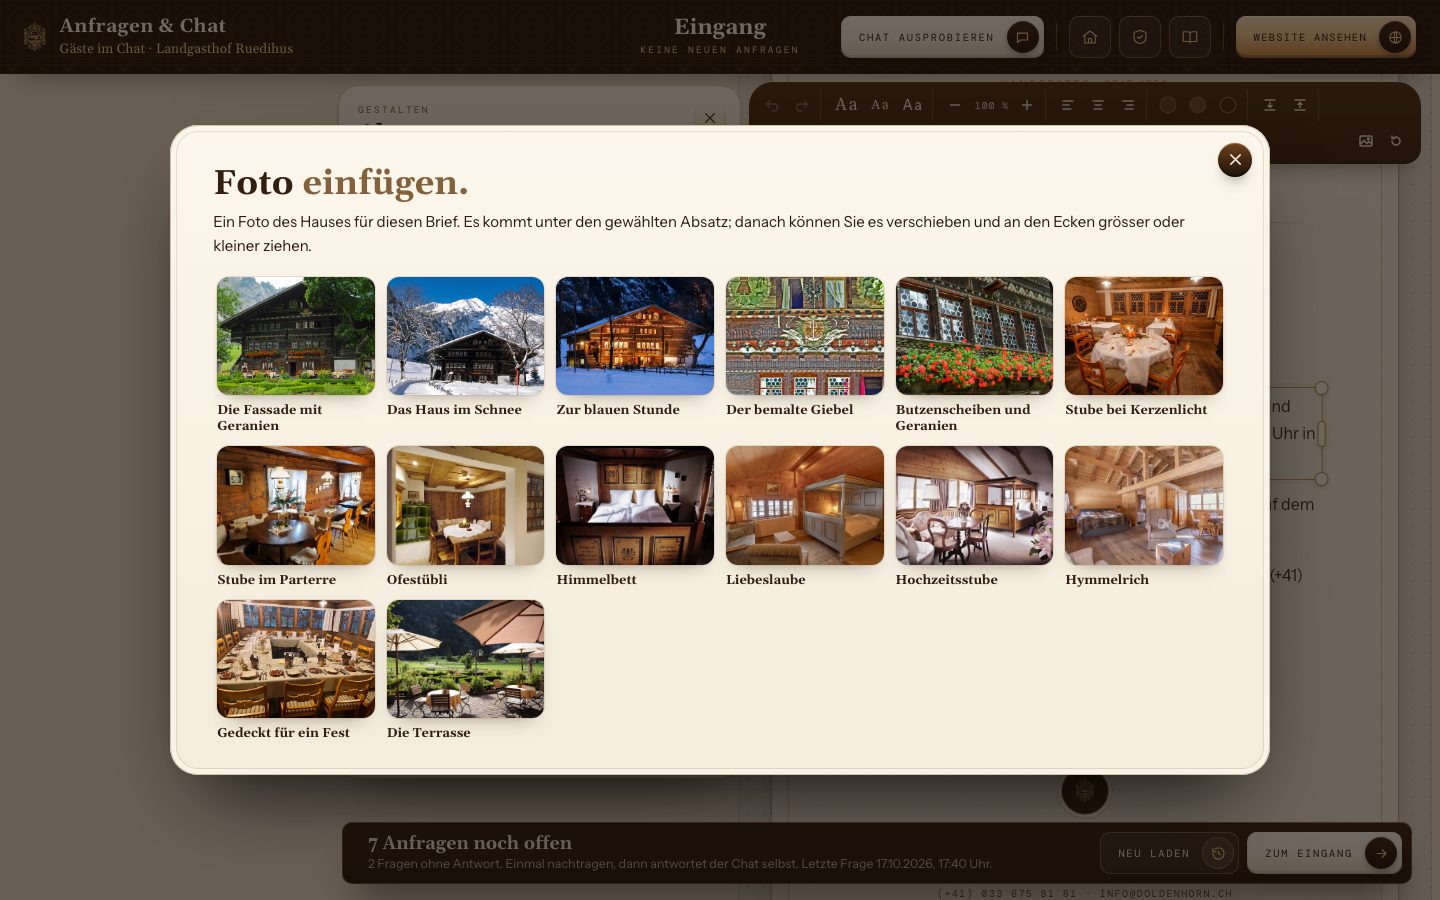 Anfragen & Chat
Gäste im Chat · Landgasthof Ruedihus
Eingang
KEINE NEUEN ANFRAGEN
CHAT AUSPROBIEREN
WEBSITE ANSEHEN
GESTALTEN
Aa Aa Aa
100 %
Foto einfügen.
Ein Foto des Hauses für diesen Brief. Es kommt unter den gewählten Absatz; danach können Sie es verschieben und an den Ecken grösser oder
kleiner ziehen.
Die Fassade mit
Geranien
Das Haus im Schnee
Zur blauen Stunde
Der bemalte Giebel
Butzenscheiben und
Geranien
Stube bei Kerzenlicht
Stube im Parterre
Ofestübli
Himmelbett
Liebeslaube
Hochzeitsstube
Hymmelrich
Gedeckt für ein Fest
Die Terrasse
nd
Uhr in
f dem
(+41)
7 Anfragen noch offen
2 Fragen ohne Antwort. Einmal nachtragen, dann antwortet der Chat selbst. Letzte Frage 17.10.2026, 17:40 Uhr.
NEU LADEN
ZUM EINGANG
(+41) 033 675 81 81 · INFO@DOLDENHORN.CH